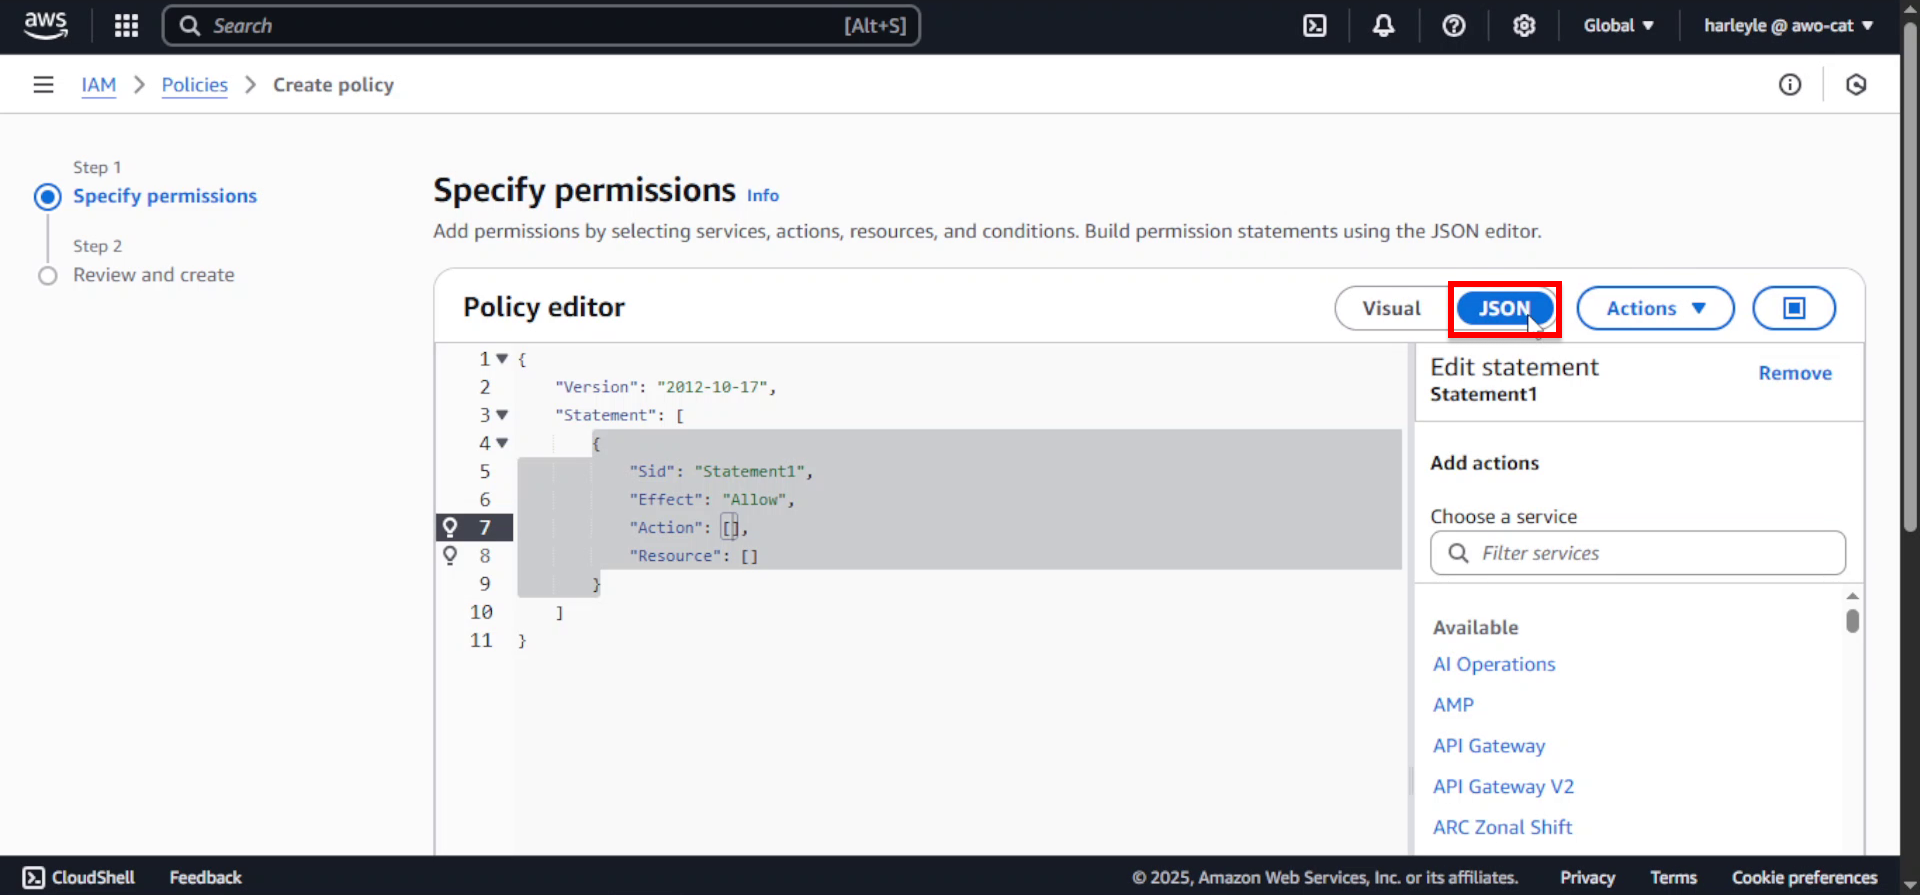 aws
Search [Alt+S]
Global
harleyle @ awo-cat
IAM > Policies > Create policy
Step 1
Specify permissions
Step 2
Review and create
Specify permissions Info
Add permissions by selecting services, actions, resources, and conditions. Build permission statements using the JSON editor.
Policy editor
Visual
JSON
Actions
1 {
2 "Version": "2012-10-17",
3 "Statement": [
4 {
5 "Sid": "Statement1",
6 "Effect": "Allow",
7 "Action": [],
8 "Resource": []
9 }
10 ]
11 }
Edit statement
Statement1
Remove
Add actions
Choose a service
Filter services
Available
AI Operations
AMP
API Gateway
API Gateway V2
ARC Zonal Shift
CloudShell
Feedback
© 2025, Amazon Web Services, Inc. or its affiliates.
Privacy
Terms
Cookie preferences